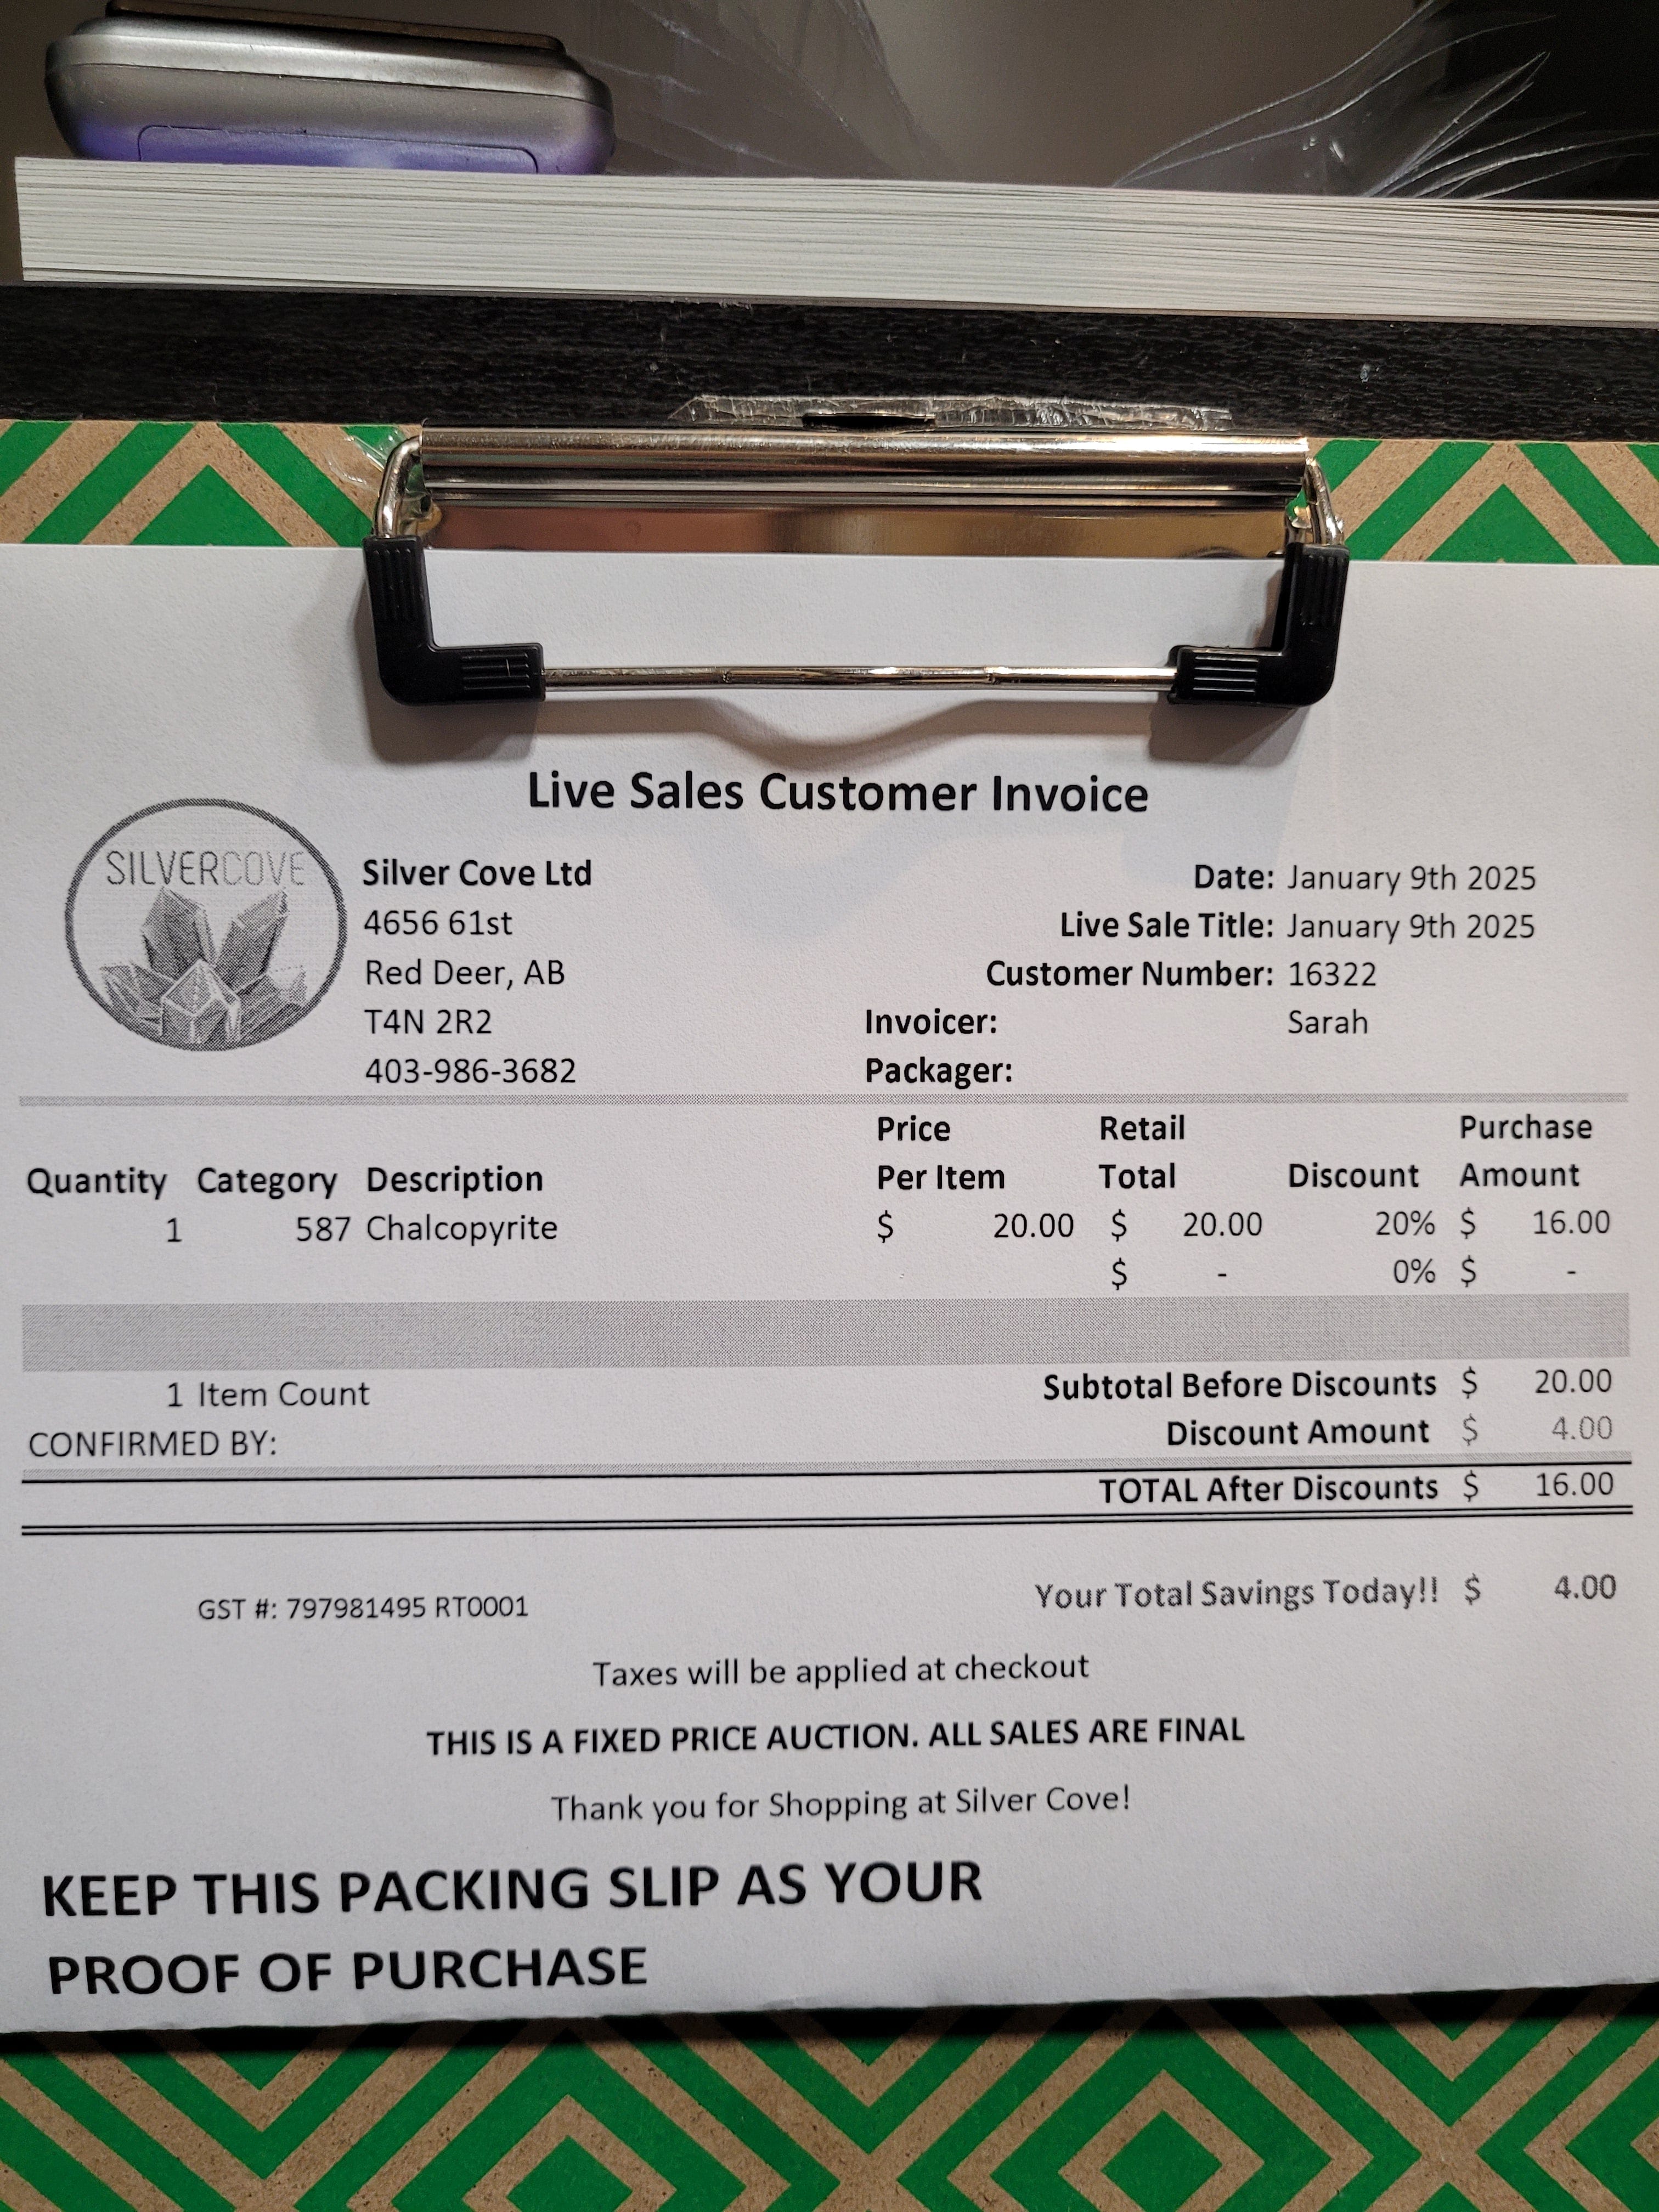 Live Sales Customer Invoice
SILVERCOVE
Silver Cove Ltd
4656 61st
Red Deer, AB
T4N 2R2
403-986-3682
Date: January 9th 2025
Live Sale Title: January 9th 2025
Customer Number: 16322
Invoicer: Sarah
Packager:
Quantity Category Description Price Per Item Retail Total Discount Purchase Amount
1 587 Chalcopyrite $ 20.00 $ 20.00 20% $ 16.00
$ - 0% $ -
1 Item Count Subtotal Before Discounts $ 20.00
CONFIRMED BY: Discount Amount $ 4.00
TOTAL After Discounts $ 16.00
GST #: 797981495 RT0001 Your Total Savings Today!! $ 4.00
Taxes will be applied at checkout
THIS IS A FIXED PRICE AUCTION. ALL SALES ARE FINAL
Thank you for Shopping at Silver Cove!
KEEP THIS PACKING SLIP AS YOUR
PROOF OF PURCHASE